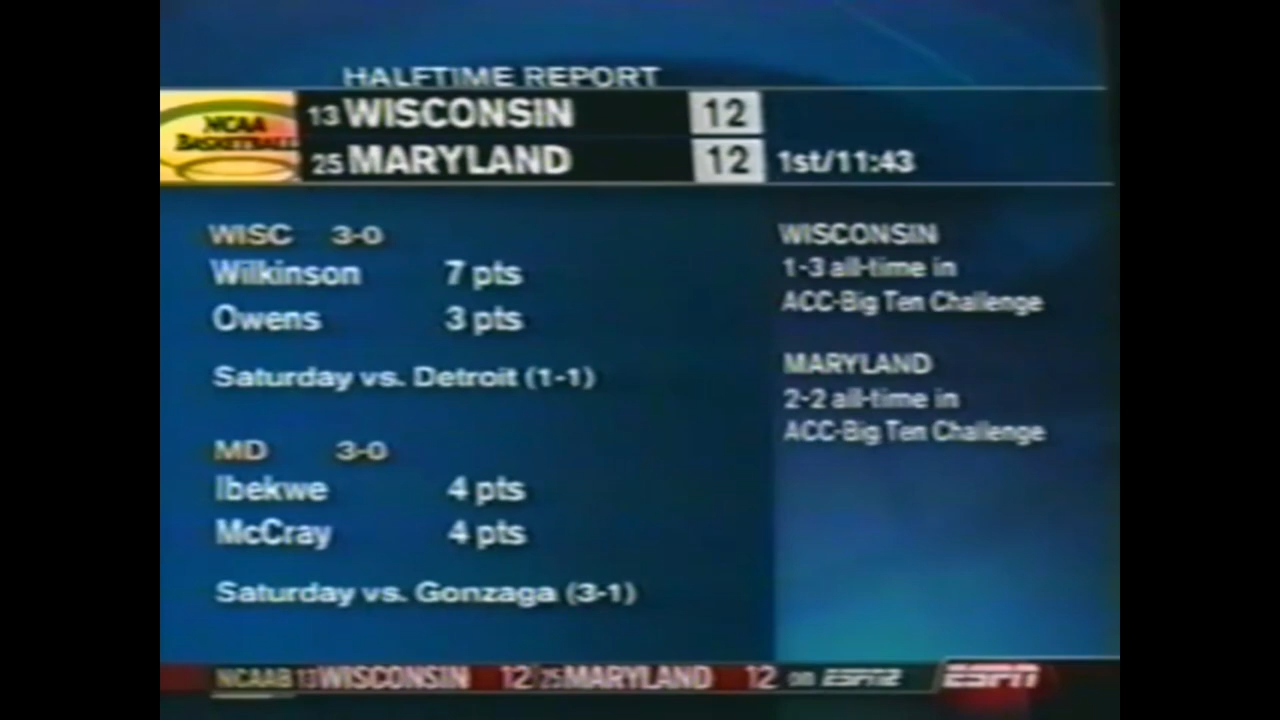 HALFTIME REPORT
NCAA
BASKETBALL
13 WISCONSIN 12
25 MARYLAND 12 1st/11:43
WISC 3-0
Wilkinson 7 pts
Owens 3 pts
Saturday vs. Detroit (1-1)
MD 3-0
Ibekwe 4 pts
McCray 4 pts
Saturday vs. Gonzaga (3-1)
WISCONSIN
1-3 all-time in
ACC-Big Ten Challenge
MARYLAND
2-2 all-time in
ACC-Big Ten Challenge
NCAAB 13 WISCONSIN 12 25 MARYLAND 12 on ESPN2 ESPN